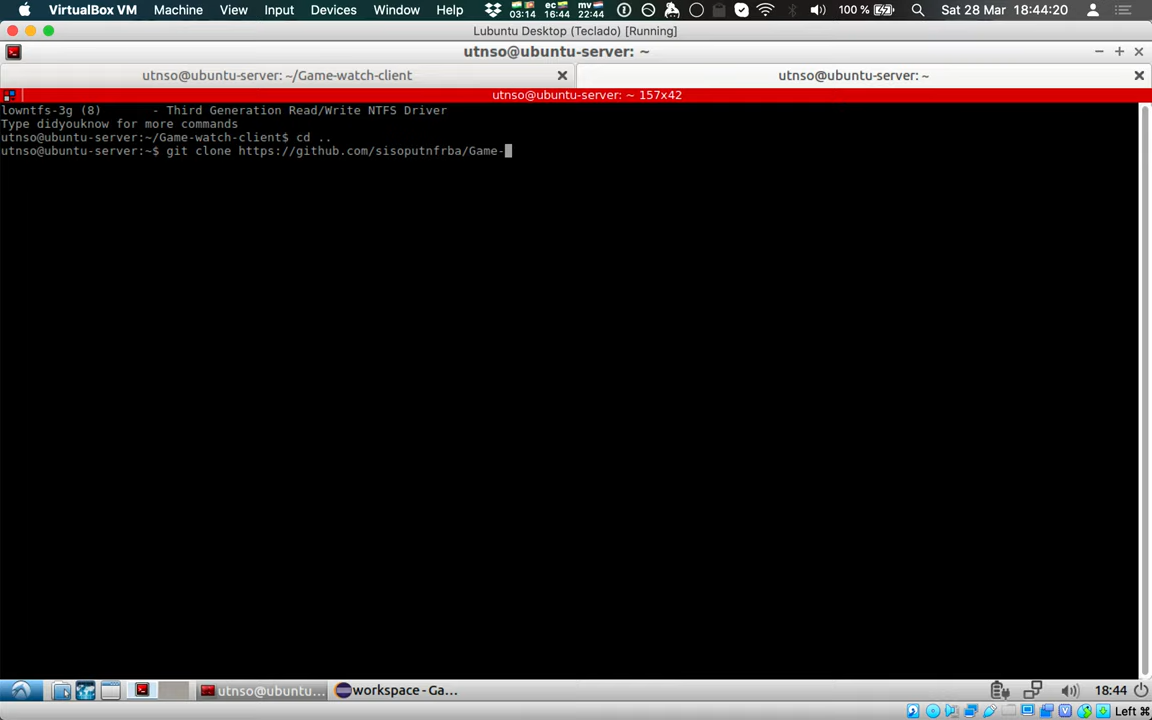 VirtualBox VM Machine View Input Devices Window Help 03:14 ec 16:44 mv 22:44 100 % Sat 28 Mar 18:44:20
Lubuntu Desktop (Teclado) [Running]
utnso@ubuntu-server: ~
utnso@ubuntu-server: ~/Game-watch-client
utnso@ubuntu-server: ~
utnso@ubuntu-server: ~ 157x42
lowntfs-3g (8) - Third Generation Read/Write NTFS Driver
Type didyouknow for more commands
utnso@ubuntu-server:~/Game-watch-client$ cd ..
utnso@ubuntu-server:~$ git clone https://github.com/sisoputnfrba/Game-
utnso@ubuntu... workspace - Ga... 18:44
Left ⌘